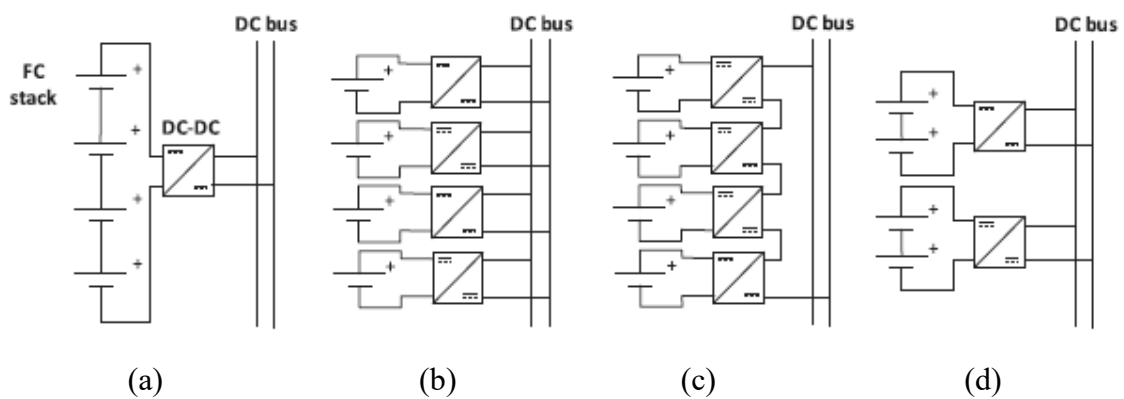 DC bus
DC bus
DC bus
DC bus
FC
stack
+
+
DC-DC
+
+
+
+
+
+
+
+
+
+
+
+
+
+
(a)
(b)
(c)
(d)